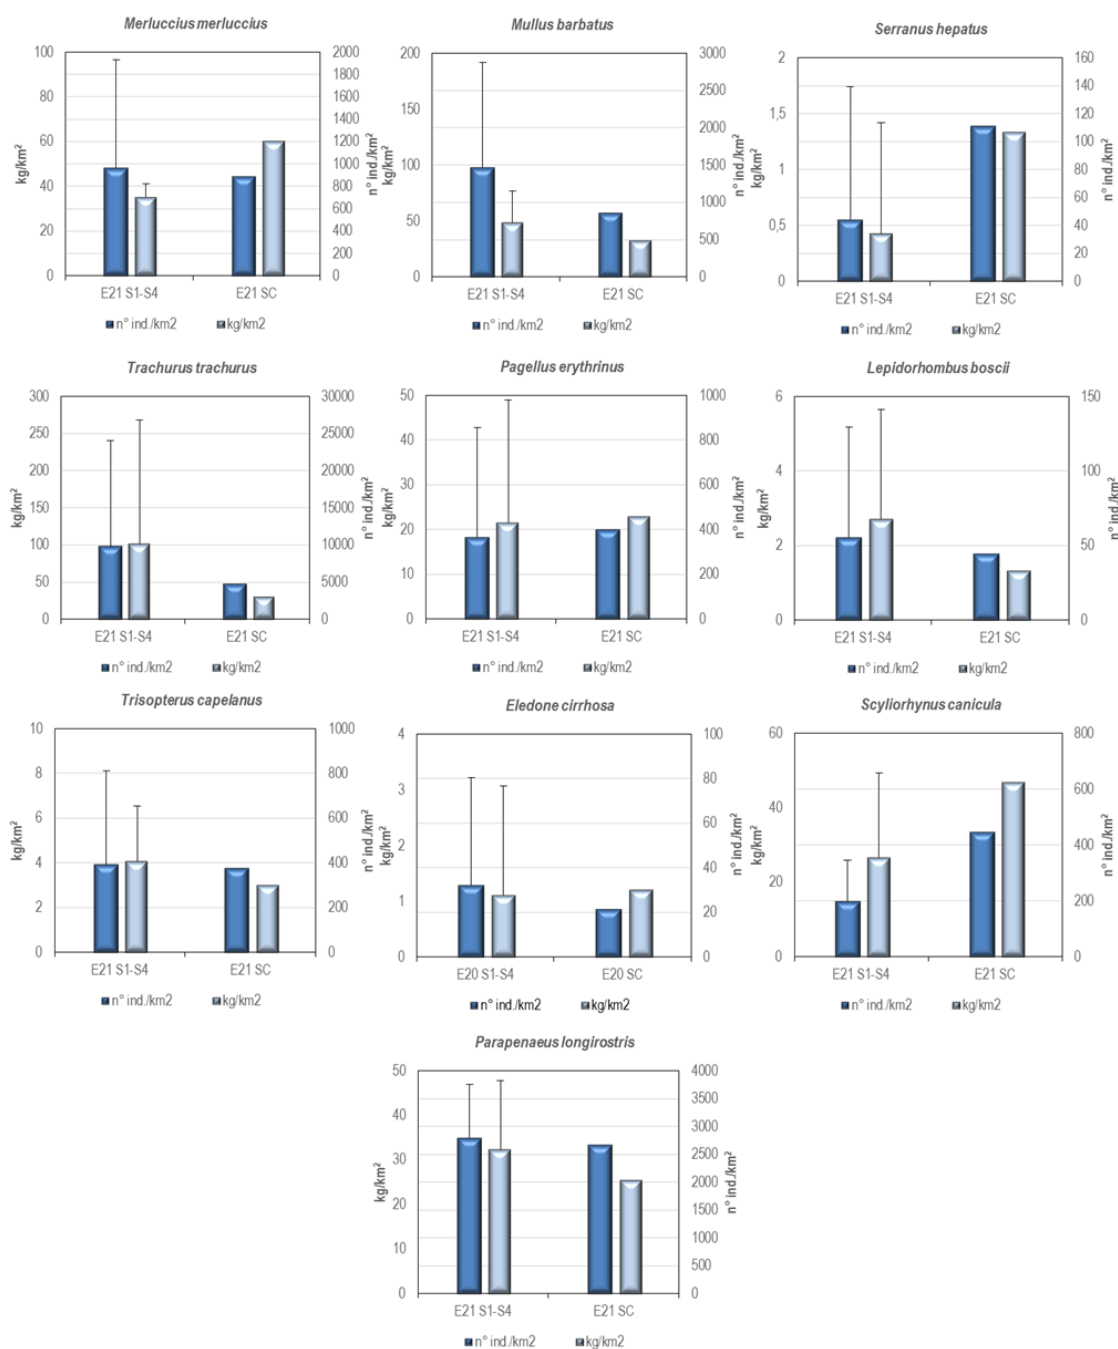 Merluccius merluccius
kg/km²
100
80
60
40
20
0
2000
1800
1600
1400
1200
1000
800
600
400
200
0
n° ind./km²
E21 S1-S4 E21 SC
n° ind./km2 kg/km2
Mullus barbatus
kg/km²
200
150
100
50
0
3000
2500
2000
1500
1000
500
0
n° ind./km²
E21 S1-S4 E21 SC
n° ind./km2 kg/km2
Serranus hepatus
kg/km²
2
1,5
1
0,5
0
160
140
120
100
80
60
40
20
0
n° ind./km²
E21 S1-S4 E21 SC
n° ind./km2 kg/km2
Trachurus trachurus
kg/km²
300
250
200
150
100
50
0
30000
25000
20000
15000
10000
5000
0
n° ind./km²
E21 S1-S4 E21 SC
n° ind./km2 kg/km2
Pagellus erythrinus
kg/km²
50
40
30
20
10
0
1000
800
600
400
200
0
n° ind./km²
E21 S1-S4 E21 SC
n° ind./km2 kg/km2
Lepidorhombus boscii
kg/km²
6
4
2
0
150
100
50
0
n° ind./km²
E21 S1-S4 E21 SC
n° ind./km2 kg/km2
Trisopterus capelanus
kg/km²
10
8
6
4
2
0
1000
800
600
400
200
0
n° ind./km²
E21 S1-S4 E21 SC
n° ind./km2 kg/km2
Eledone cirrhosa
kg/km²
4
3
2
1
0
100
80
60
40
20
0
n° ind./km²
E20 S1-S4 E20 SC
n° ind./km2 kg/km2
Scyliorhynus canicula
kg/km²
60
40
20
0
800
600
400
200
0
n° ind./km²
E21 S1-S4 E21 SC
n° ind./km2 kg/km2
Parapenaeus longirostris
kg/km²
50
40
30
20
10
0
4000
3500
3000
2500
2000
1500
1000
500
0
n° ind./km²
E21 S1-S4 E21 SC
n° ind./km2 kg/km2